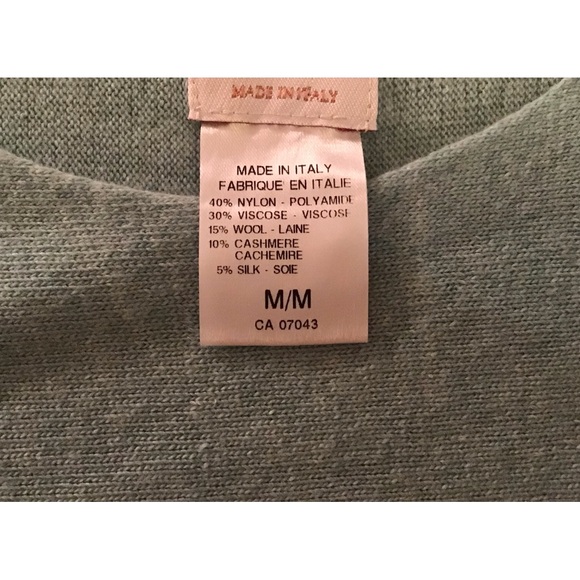 MADE IN ITALY
MADE IN ITALY
FABRIQUE EN ITALIE
40% NYLON - POLYAMIDE
30% VISCOSE - VISCOSE
15% WOOL - LAINE
10% CASHMERE
CACHEMIRE
5% SILK - SOIE
M/M
CA 07043